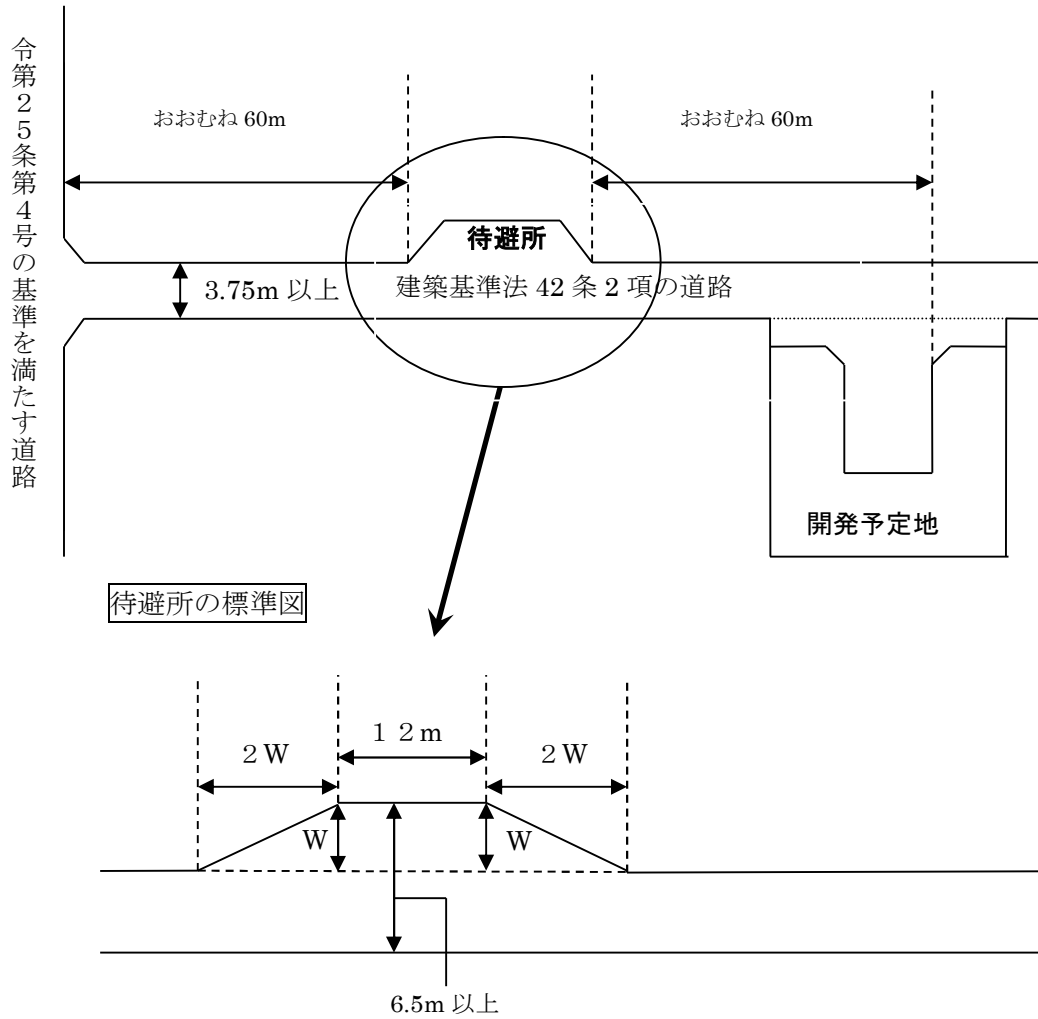 令第２５条第４号の基準を満たす道路
おおむね 60m
おおむね 60m
待避所
3.75m 以上
建築基準法 42 条 2 項の道路
開発予定地
待避所の標準図
２W
１２m
２W
W
W
6.5m 以上